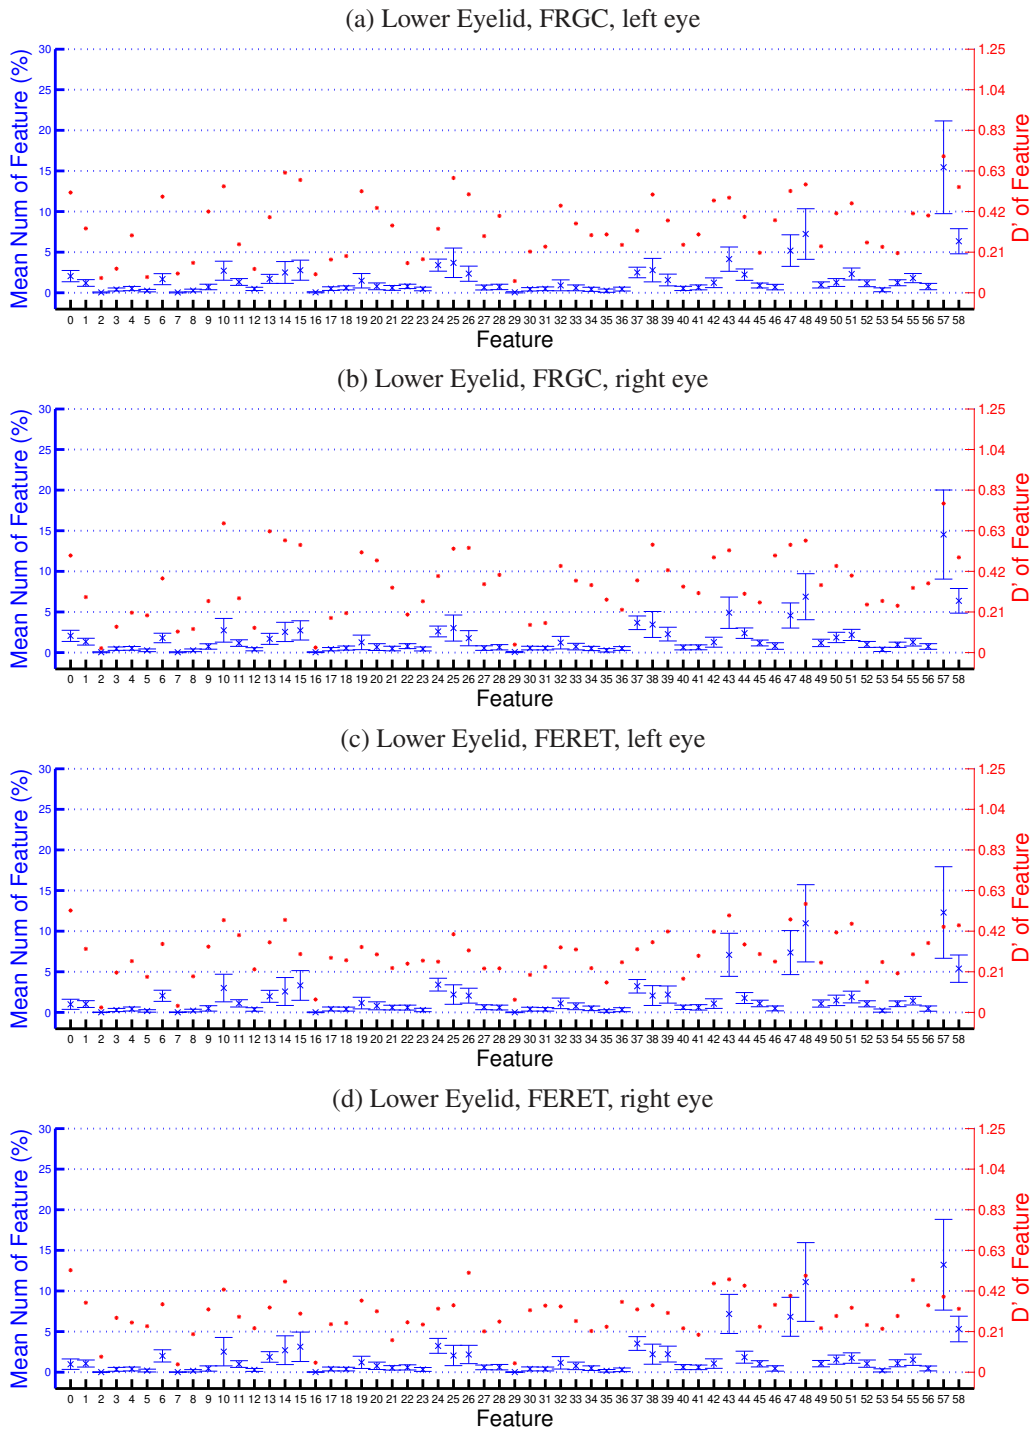 (a) Lower Eyelid, FRGC, left eye
Mean Num of Feature (%)
30
25
20
15
10
5
0
1.25
1.04
0.83
0.63
0.42
0.21
0
D' of Feature
0 1 2 3 4 5 6 7 8 9 10 11 12 13 14 15 16 17 18 19 20 21 22 23 24 25 26 27 28 29 30 31 32 33 34 35 36 37 38 39 40 41 42 43 44 45 46 47 48 49 50 51 52 53 54 55 56 57 58
Feature
(b) Lower Eyelid, FRGC, right eye
Mean Num of Feature (%)
30
25
20
15
10
5
0
1.25
1.04
0.83
0.63
0.42
0.21
0
D' of Feature
0 1 2 3 4 5 6 7 8 9 10 11 12 13 14 15 16 17 18 19 20 21 22 23 24 25 26 27 28 29 30 31 32 33 34 35 36 37 38 39 40 41 42 43 44 45 46 47 48 49 50 51 52 53 54 55 56 57 58
Feature
(c) Lower Eyelid, FERET, left eye
Mean Num of Feature (%)
30
25
20
15
10
5
0
1.25
1.04
0.83
0.63
0.42
0.21
0
D' of Feature
0 1 2 3 4 5 6 7 8 9 10 11 12 13 14 15 16 17 18 19 20 21 22 23 24 25 26 27 28 29 30 31 32 33 34 35 36 37 38 39 40 41 42 43 44 45 46 47 48 49 50 51 52 53 54 55 56 57 58
Feature
(d) Lower Eyelid, FERET, right eye
Mean Num of Feature (%)
30
25
20
15
10
5
0
1.25
1.04
0.83
0.63
0.42
0.21
0
D' of Feature
0 1 2 3 4 5 6 7 8 9 10 11 12 13 14 15 16 17 18 19 20 21 22 23 24 25 26 27 28 29 30 31 32 33 34 35 36 37 38 39 40 41 42 43 44 45 46 47 48 49 50 51 52 53 54 55 56 57 58
Feature